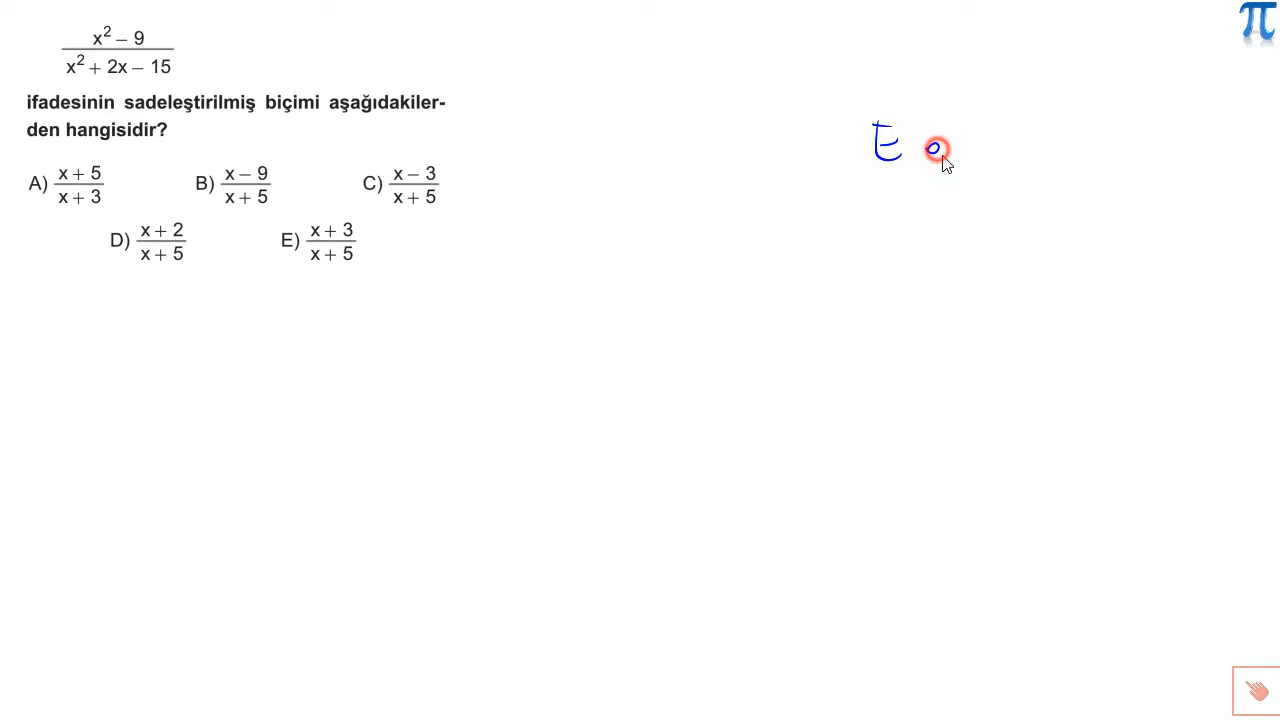 x² − 9
x² + 2x − 15
ifadesinin sadeleştirilmiş biçimi aşağıdakiler-
den hangisidir?
A) x + 5 / x + 3 B) x − 9 / x + 5 C) x − 3 / x + 5
D) x + 2 / x + 5 E) x + 3 / x + 5
E o
π